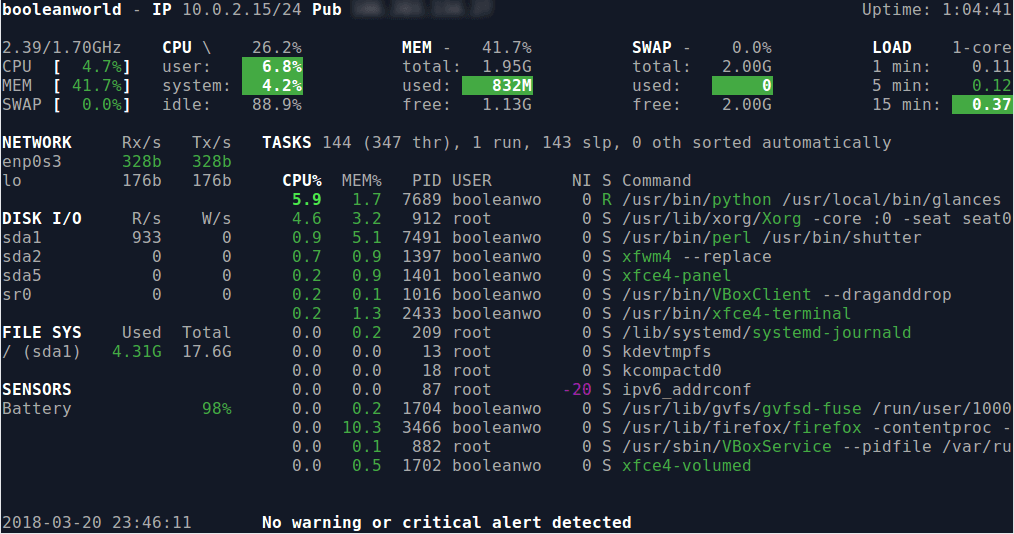 booleanworld - IP 10.0.2.15/24 Pub Uptime: 1:04:41
2.39/1.70GHz CPU \ 26.2% MEM - 41.7% SWAP - 0.0% LOAD 1-core
CPU [ 4.7%] user: 6.8% total: 1.95G total: 2.00G 1 min: 0.11
MEM [ 41.7%] system: 4.2% used: 832M used: 0 5 min: 0.12
SWAP [ 0.0%] idle: 88.9% free: 1.13G free: 2.00G 15 min: 0.37
NETWORK Rx/s Tx/s TASKS 144 (347 thr), 1 run, 143 slp, 0 oth sorted automatically
enp0s3 328b 328b
lo 176b 176b CPU% MEM% PID USER NI S Command
5.9 1.7 7689 booleanwo 0 R /usr/bin/python /usr/local/bin/glances
DISK I/O R/s W/s 4.6 3.2 912 root 0 S /usr/lib/xorg/Xorg -core :0 -seat seat0
sda1 933 0 0.9 5.1 7491 booleanwo 0 S /usr/bin/perl /usr/bin/shutter
sda2 0 0 0.7 0.9 1397 booleanwo 0 S xfwm4 --replace
sda5 0 0 0.2 0.9 1401 booleanwo 0 S xfce4-panel
sr0 0 0 0.2 0.1 1016 booleanwo 0 S /usr/bin/VBoxClient --draganddrop
0.2 1.3 2433 booleanwo 0 S /usr/bin/xfce4-terminal
FILE SYS Used Total 0.0 0.2 209 root 0 S /lib/systemd/systemd-journald
/ (sda1) 4.31G 17.6G 0.0 0.0 13 root 0 S kdevtmpfs
0.0 0.0 18 root 0 S kcompactd0
SENSORS 0.0 0.0 87 root -20 S ipv6_addrconf
Battery 98% 0.0 0.2 1704 booleanwo 0 S /usr/lib/gvfs/gvfsd-fuse /run/user/1000
0.0 10.3 3466 booleanwo 0 S /usr/lib/firefox/firefox -contentproc -
0.0 0.1 882 root 0 S /usr/sbin/VBoxService --pidfile /var/ru
0.0 0.5 1702 booleanwo 0 S xfce4-volumed
2018-03-20 23:46:11 No warning or critical alert detected